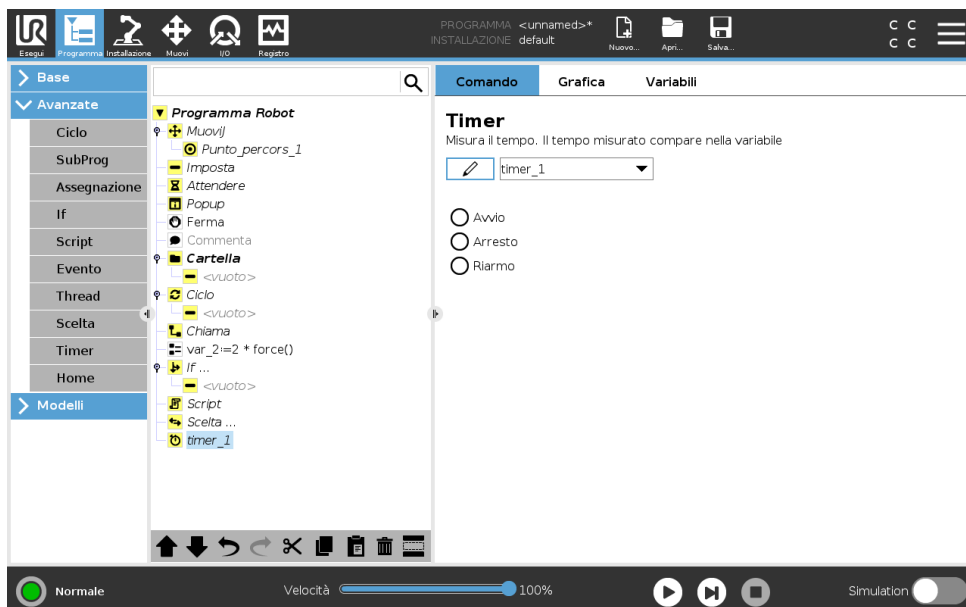 Esegui Programma Installazione Muovi I/O Registro
PROGRAMMA <unnamed>*
INSTALLAZIONE default
Nuovo... Apri... Salva...
C C
C C
Base
Avanzate
Ciclo
SubProg
Assegnazione
If
Script
Evento
Thread
Scelta
Timer
Home
Modelli
Programma Robot
MuoviJ
Punto_percors_1
Imposta
Attendere
Popup
Ferma
Commenta
Cartella
<vuoto>
Ciclo
<vuoto>
Chiama
var_2:=2 * force()
If ...
<vuoto>
Script
Scelta ...
timer_1
Comando Grafica Variabili
Timer
Misura il tempo. Il tempo misurato compare nella variabile
timer_1
Avvio
Arresto
Riarmo
Normale Velocità 100% Simulation